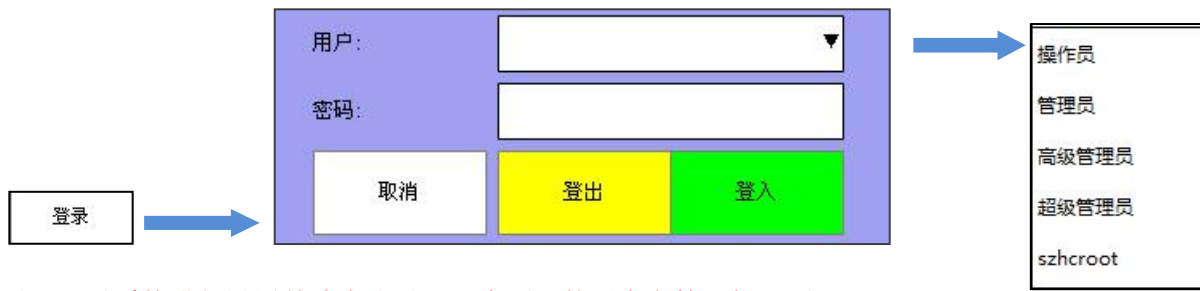 登录
用户:
密码:
取消
登出
登入
操作员
管理员
高级管理员
超级管理员
szhcroot